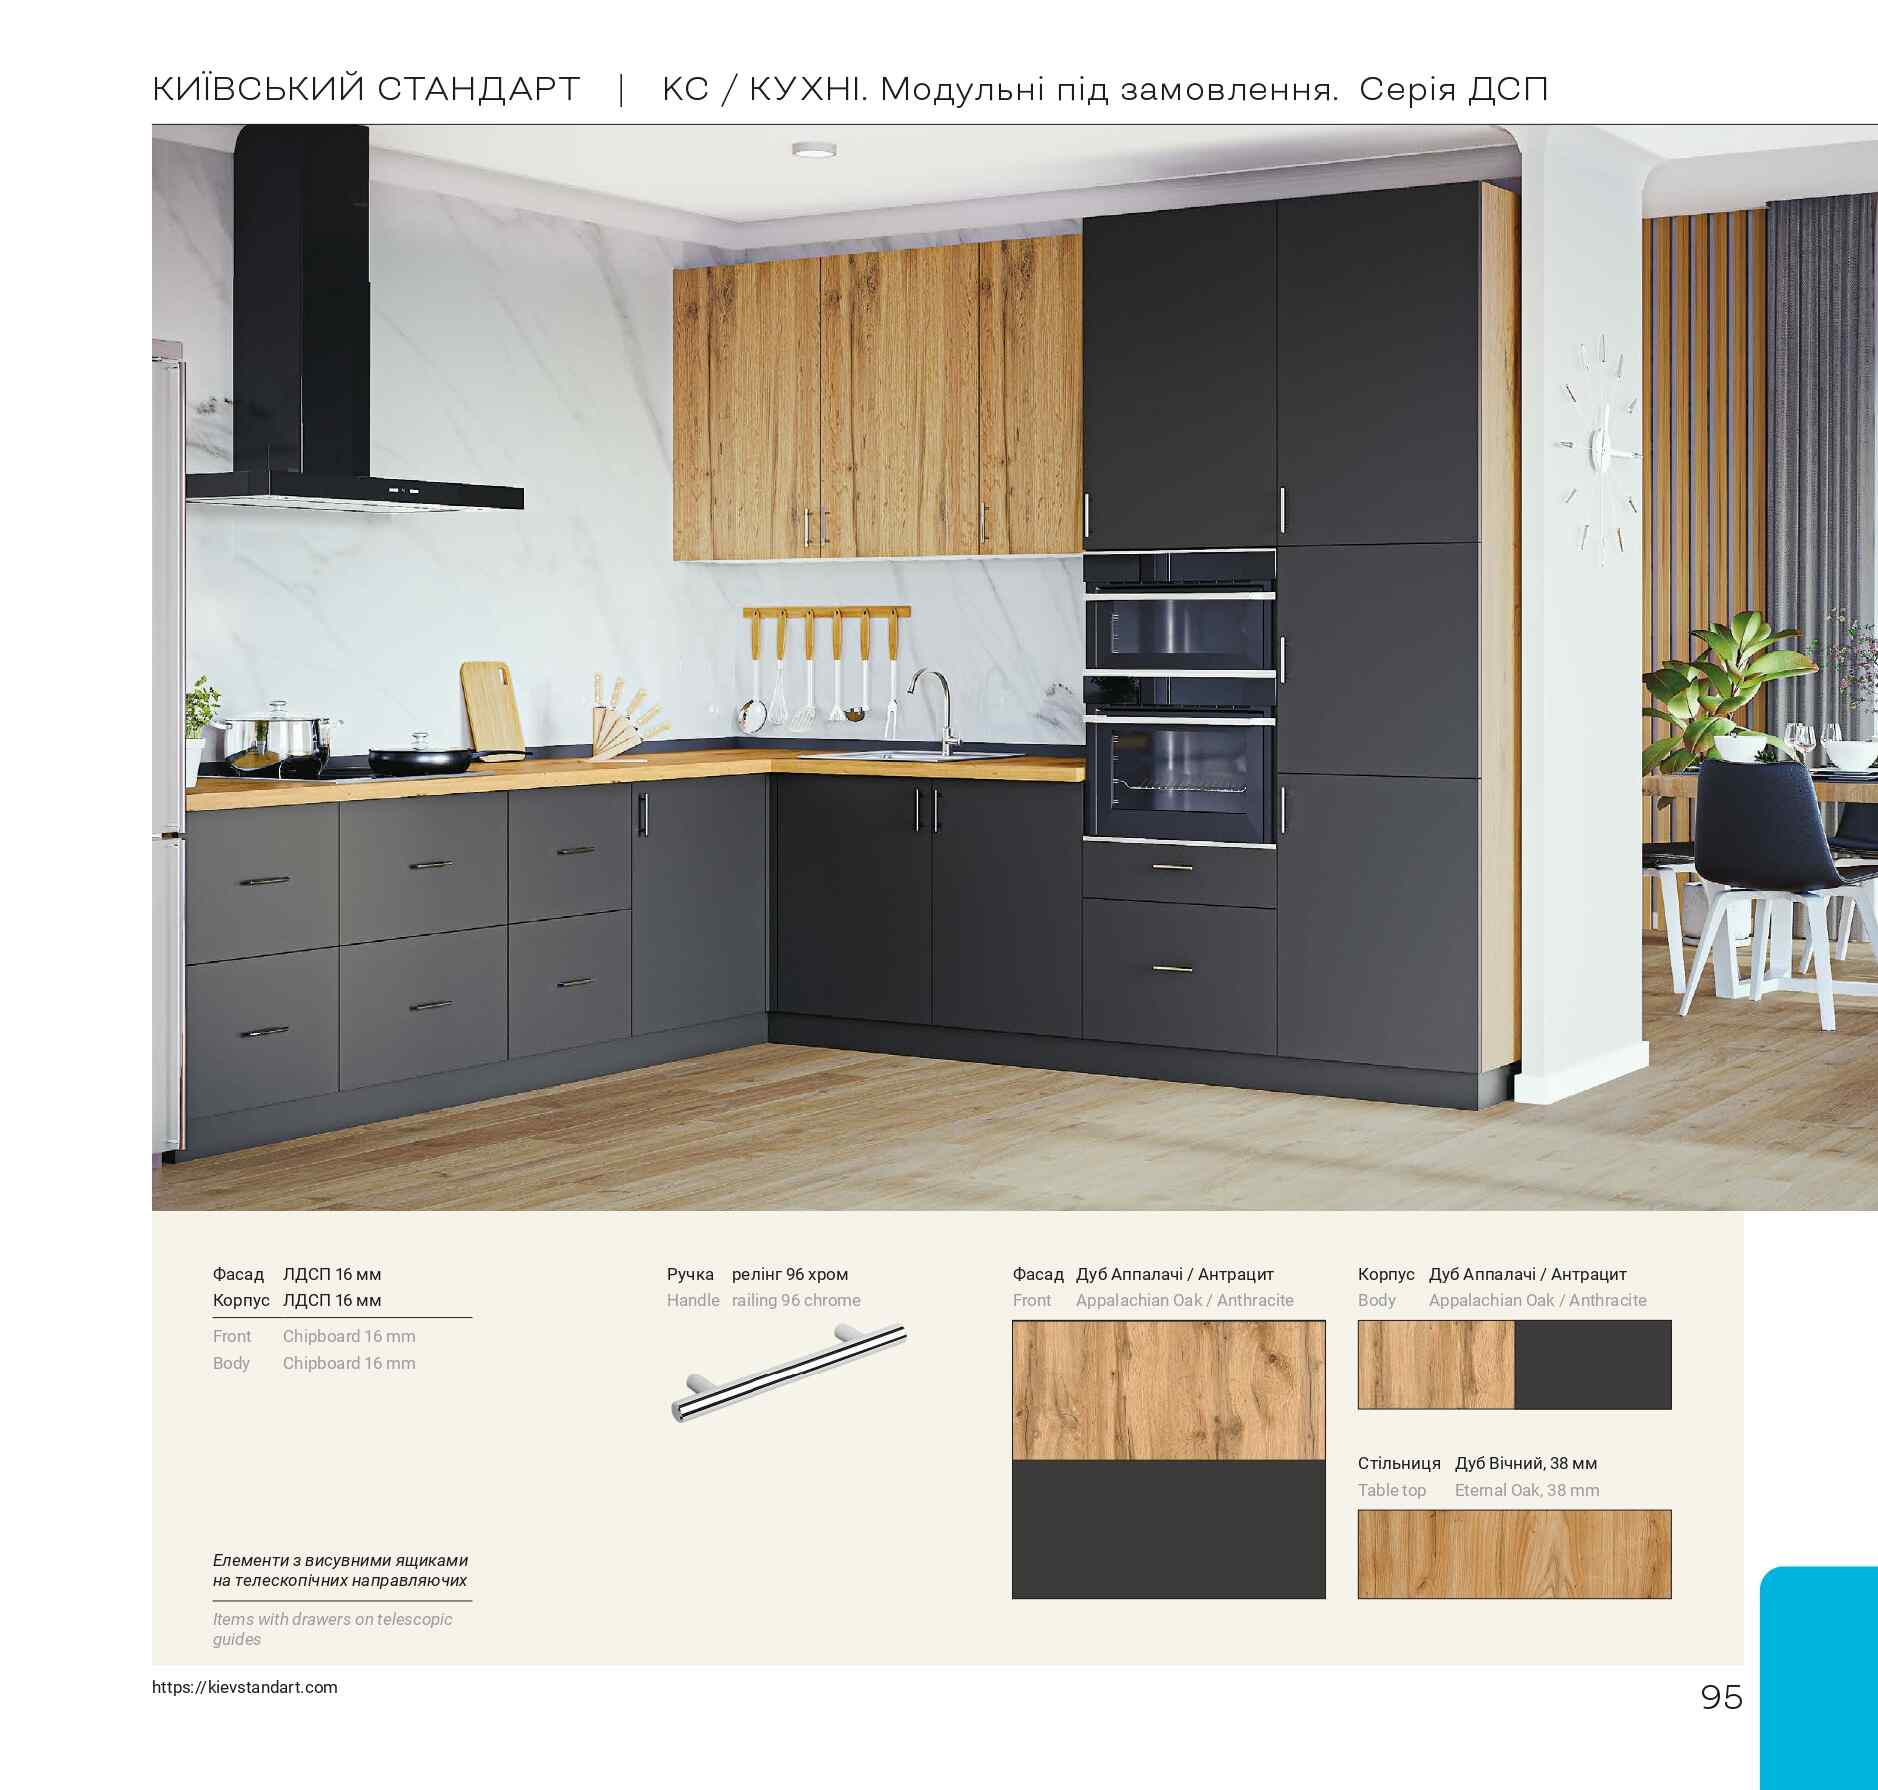 КИЇВСЬКИЙ СТАНДАРТ | КС / КУХНІ. Модульні під замовлення. Серія ДСП
Фасад ЛДСП 16 мм
Корпус ЛДСП 16 мм
Front Chipboard 16 mm
Body Chipboard 16 mm
Елементи з висувними ящиками
на телескопічних направляючих
Items with drawers on telescopic
guides
Ручка релінг 96 хром
Handle railing 96 chrome
Фасад Дуб Аппалачі / Антрацит
Front Appalachian Oak / Anthracite
Корпус Дуб Аппалачі / Антрацит
Body Appalachian Oak / Anthracite
Стільниця Дуб Вічний, 38 мм
Table top Eternal Oak, 38 mm
https://kievstandart.com
95